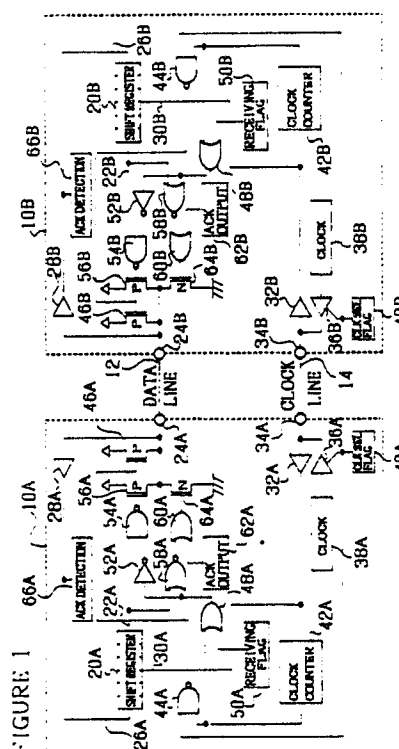 FIGURE 1
66A
10A
12
10B
66B
26A
20A
22A
ACK DETECTION
28A
46A
28B
ACK DETECTION
22B
20B
26B
SHIFT REGISTER
52A
54A
56A
46B
56B
54B
52B
SHIFT REGISTER
44A
30A
58A
P
P
DATA
LINE
P
P
58B
30B
44B
60A
N
24A
24B
N
60B
50A
RECEIVING
FLAG
48A
ACK
OUTPUT
62A
64A
64B
62B
ACK
OUTPUT
48B
RECEIVING
FLAG
50B
CLOCK
COUNTER
42A
CLOCK
38A
32A
36A
34A
CLOCK
LINE
14
34B
32B
36B
CLOCK
38B
42B
CLOCK
COUNTER
FLAG
FLAG